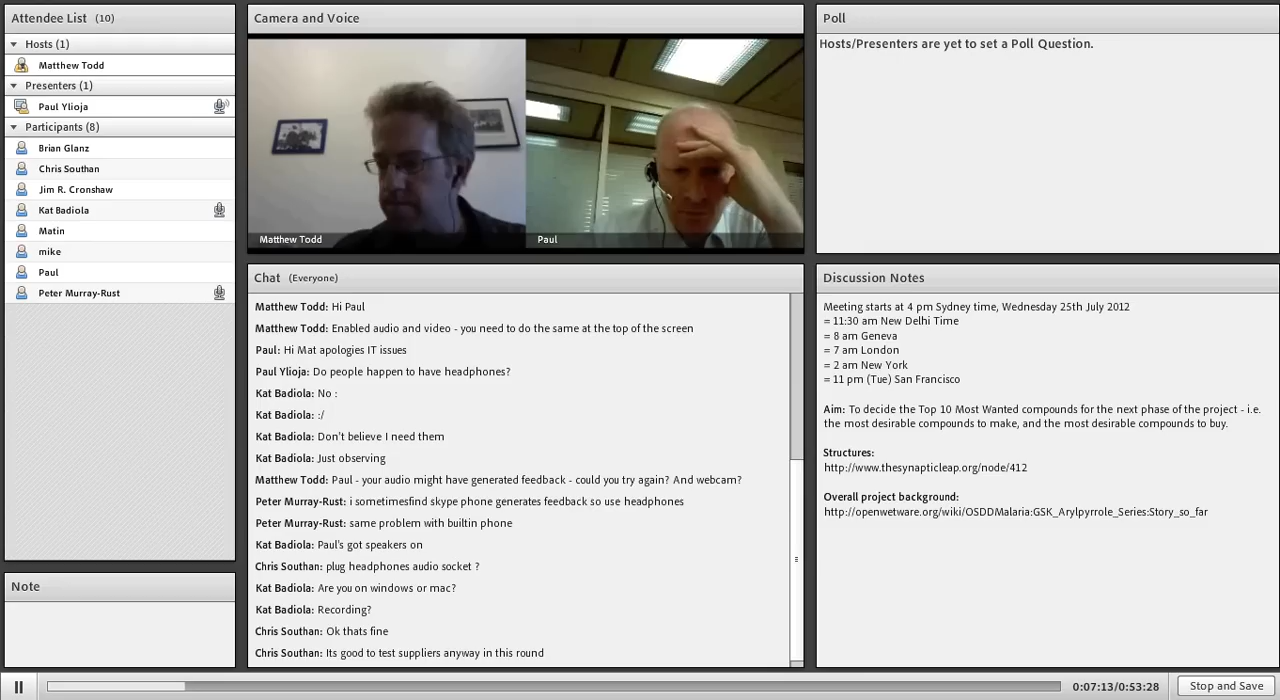 Attendee List (10)
Hosts (1)
Matthew Todd
Presenters (1)
Paul Ylioja
Participants (8)
Brian Glanz
Chris Southan
Jim R. Cronshaw
Kat Badiola
Matin
mike
Paul
Peter Murray-Rust
Note
Camera and Voice
Matthew Todd
Paul
Chat (Everyone)
Matthew Todd: Hi Paul
Matthew Todd: Enabled audio and video - you need to do the same at the top of the screen
Paul: Hi Mat apologies IT issues
Paul Ylioja: Do people happen to have headphones?
Kat Badiola: No :
Kat Badiola: :/
Kat Badiola: Don't believe I need them
Kat Badiola: Just observing
Matthew Todd: Paul - your audio might have generated feedback - could you try again? And webcam?
Peter Murray-Rust: i sometimesfind skype phone generates feedback so use headphones
Peter Murray-Rust: same problem with builtin phone
Kat Badiola: Paul's got speakers on
Chris Southan: plug headphones audio socket ?
Kat Badiola: Are you on windows or mac?
Kat Badiola: Recording?
Chris Southan: Ok thats fine
Chris Southan: Its good to test suppliers anyway in this round
Poll
Hosts/Presenters are yet to set a Poll Question.
Discussion Notes
Meeting starts at 4 pm Sydney time, Wednesday 25th July 2012
= 11:30 am New Delhi Time
= 8 am Geneva
= 7 am London
= 2 am New York
= 11 pm (Tue) San Francisco
Aim: To decide the Top 10 Most Wanted compounds for the next phase of the project - i.e.
the most desirable compounds to make, and the most desirable compounds to buy.
Structures:
http://www.thesynapticleap.org/node/412
Overall project background:
http://openwetware.org/wiki/OSDDMalaria:GSK_Arylpyrrole_Series:Story_so_far
0:07:13/0:53:28
Stop and Save